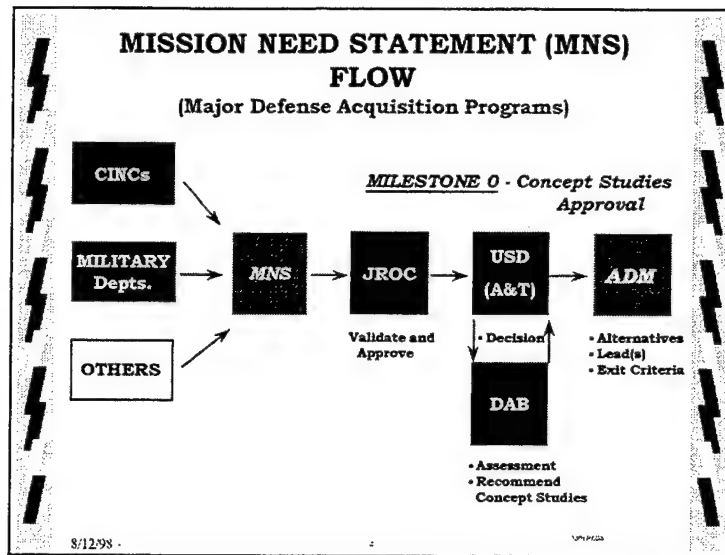 MISSION NEED STATEMENT (MNS)
FLOW
(Major Defense Acquisition Programs)
CINCs
MILESTONE 0 - Concept Studies
Approval
MILITARY
Depts.
MNS
JROC
USD
(A&T)
ADM
Validate and
Approve
• Decision
• Alternatives
• Lead(s)
• Exit Criteria
OTHERS
DAB
• Assessment
• Recommend
Concept Studies
8/12/98 -